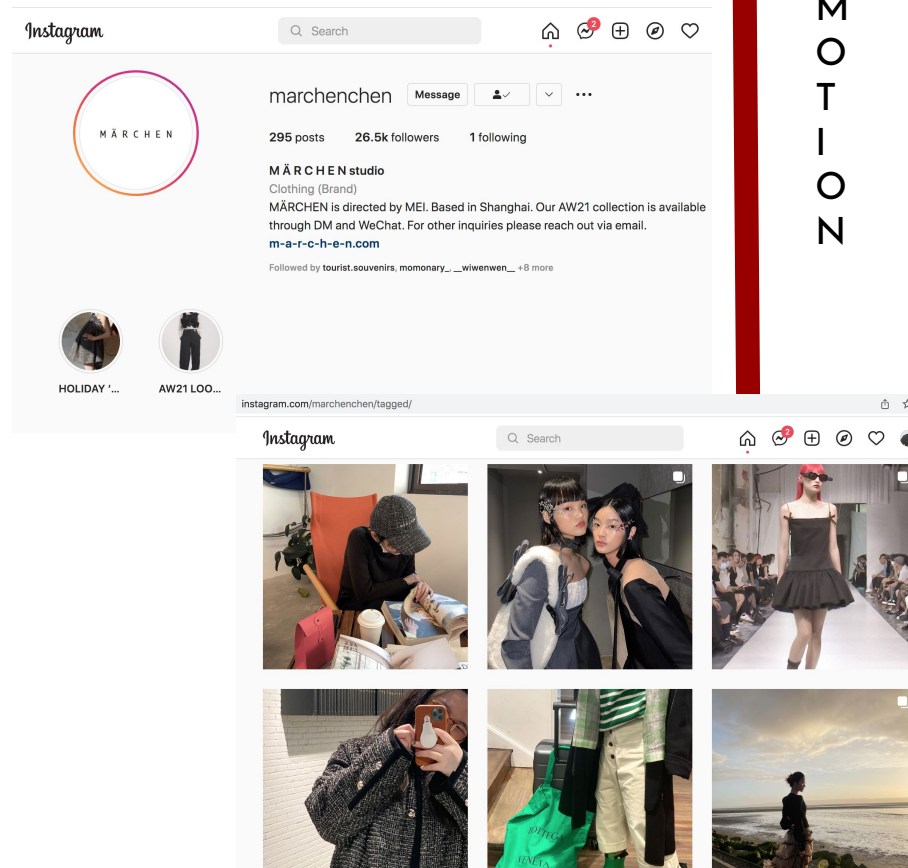 Instagram
Search
2
MÄRCHEN
marchenchen
Message
295 posts 26.5k followers 1 following
M Ä R C H E N studio
Clothing (Brand)
MÄRCHEN is directed by MEI. Based in Shanghai. Our AW21 collection is available
through DM and WeChat. For other inquiries please reach out via email.
m-a-r-c-h-e-n.com
Followed by tourist.souvenirs, momonary_, __wiwenwen__ +8 more
HOLIDAY '...
AW21 LOO...
M
O
T
I
O
N
instagram.com/marchenchen/tagged/
Instagram
Search
2
BOTTEGA
VENETA